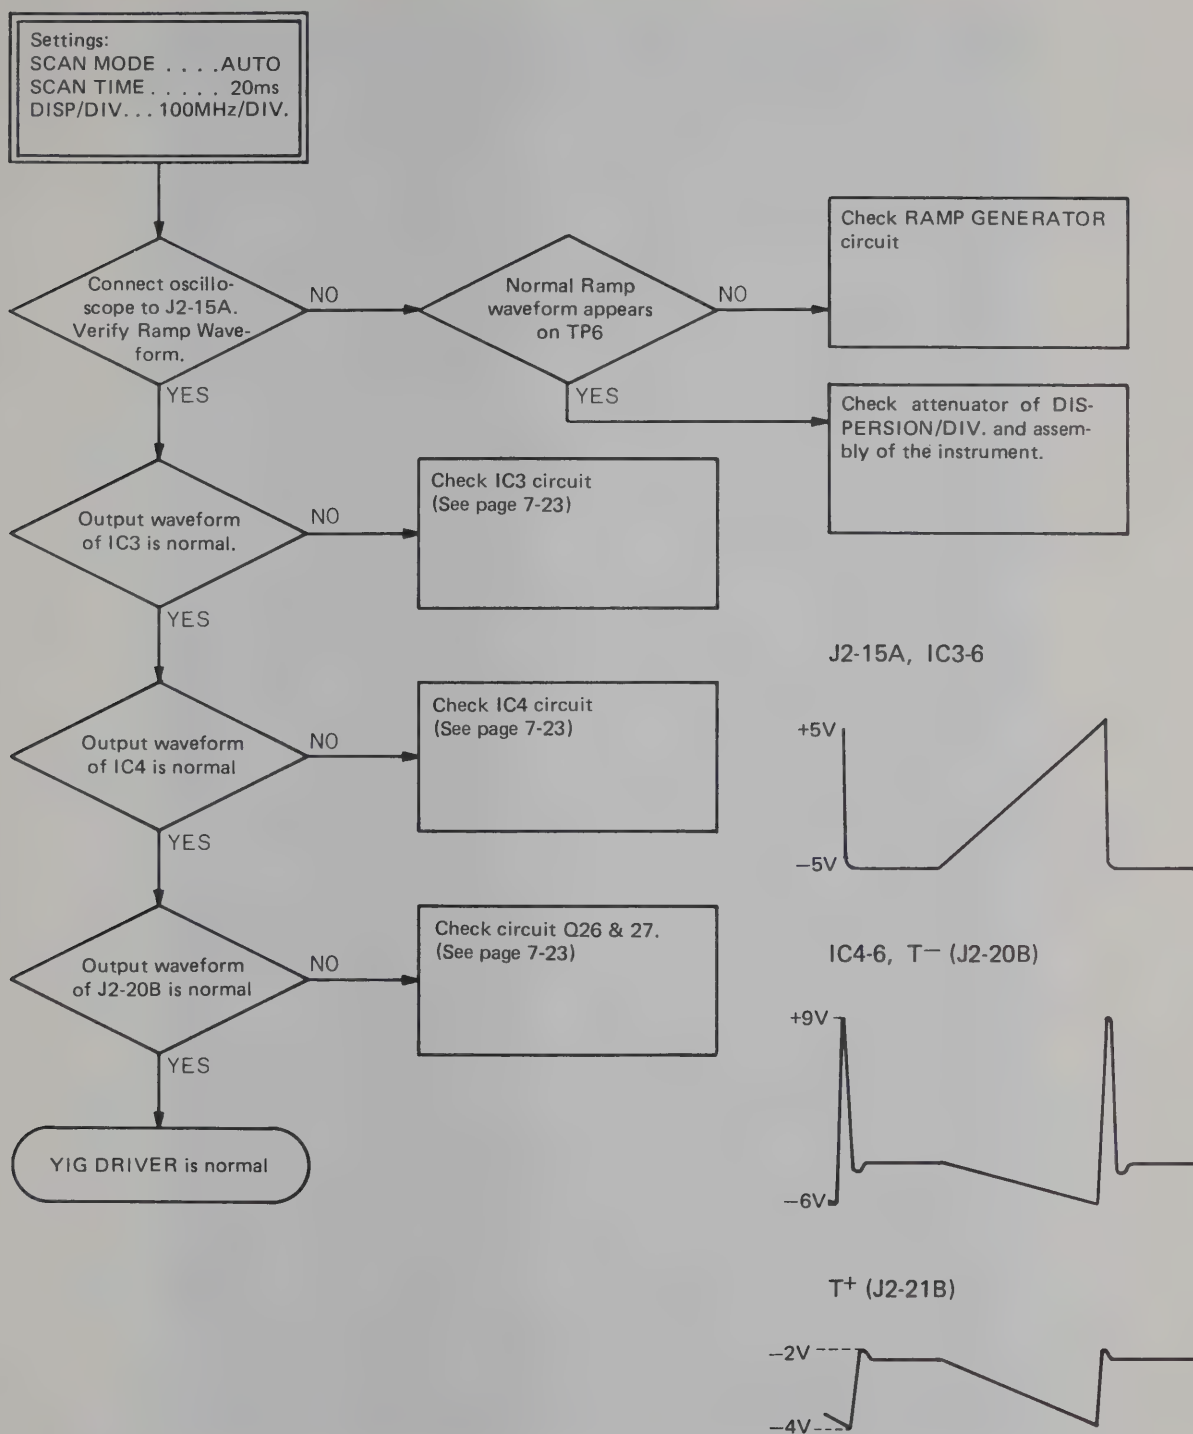 Settings:
SCAN MODE . . . . AUTO
SCAN TIME . . . . . 20ms
DISP/DIV. . . 100MHz/DIV.
Connect oscillo-
scope to J2-15A.
Verify Ramp Wave-
form.
NO
YES
Normal Ramp
waveform appears
on TP6
NO
YES
Check RAMP GENERATOR
circuit
Check attenuator of DIS-
PERSION/DIV. and assem-
bly of the instrument.
Output waveform
of IC3 is normal.
NO
YES
Check IC3 circuit
(See page 7-23)
Output waveform
of IC4 is normal
NO
YES
Check IC4 circuit
(See page 7-23)
Output waveform
of J2-20B is normal
NO
YES
Check circuit Q26 & 27.
(See page 7-23)
YIG DRIVER is normal
J2-15A, IC3-6
+5V
−5V
IC4-6, T− (J2-20B)
+9V
−6V
T+ (J2-21B)
−2V
−4V